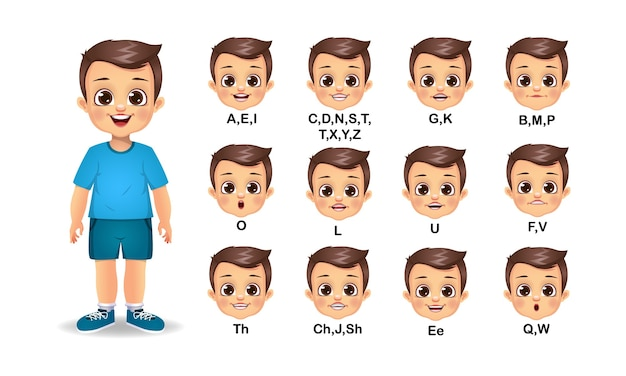 A,E,I
C,D,N,S,T,
T,X,Y,Z
G,K
B,M,P
O
L
U
F,V
Th
Ch,J,Sh
Ee
Q,W